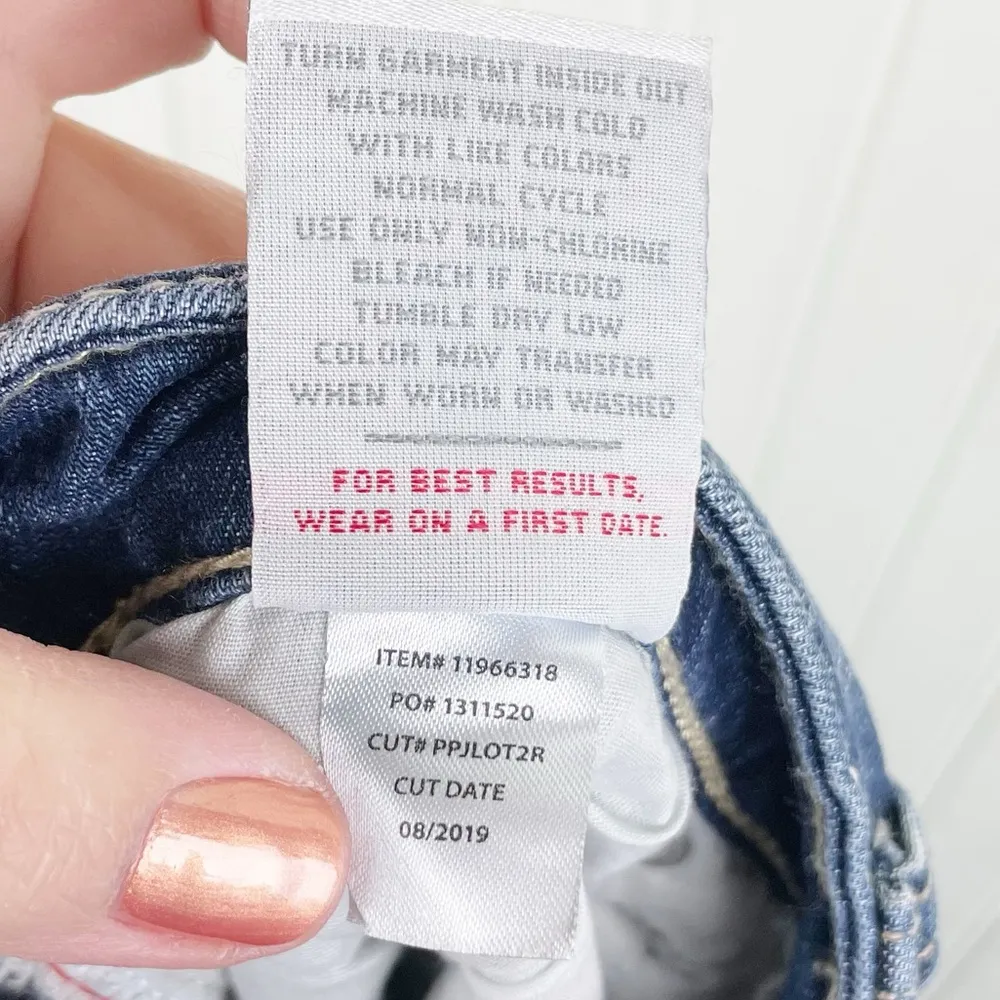 TURN GARMENT INSIDE OUT
MACHINE WASH COLD
WITH LIKE COLORS
NORMAL CYCLE
USE ONLY NON-CHLORINE
BLEACH IF NEEDED
TUMBLE DRY LOW
COLOR MAY TRANSFER
WHEN WORN OR WASHED
FOR BEST RESULTS,
WEAR ON A FIRST DATE.
ITEM# 11966318
PO# 1311520
CUT# PPJLOT2R
CUT DATE
08/2019